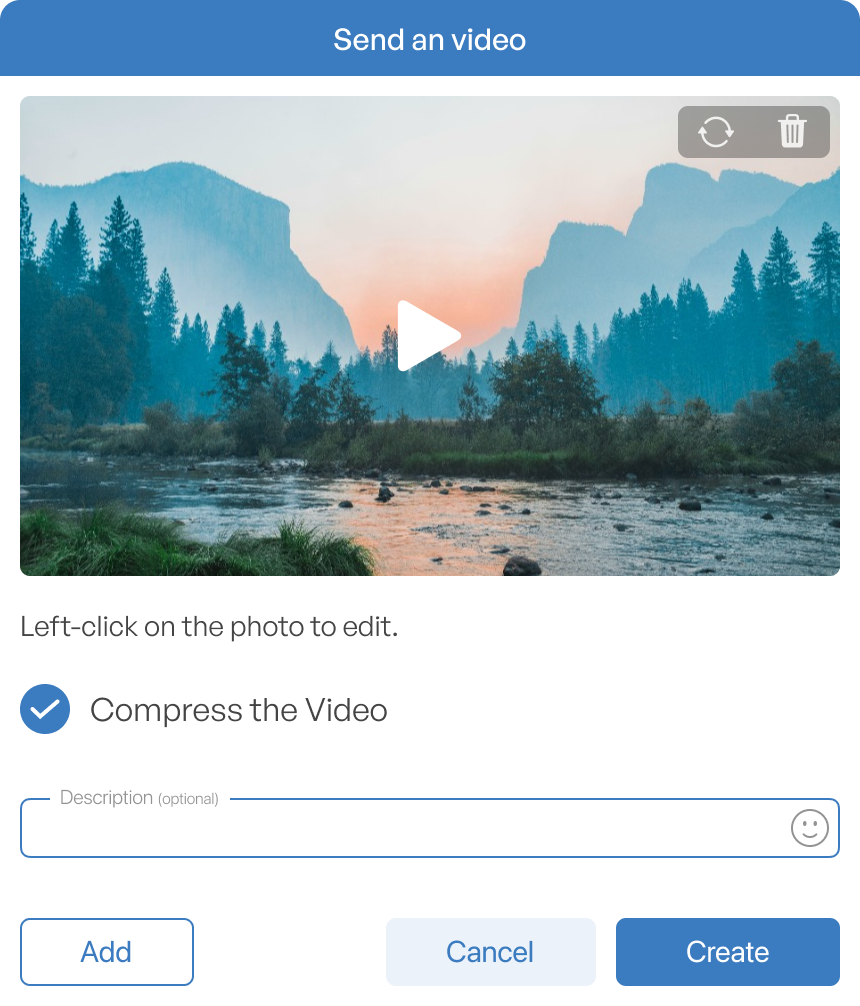 Send an video
Left-click on the photo to edit.
Compress the Video
Description (optional)
Add
Cancel
Create